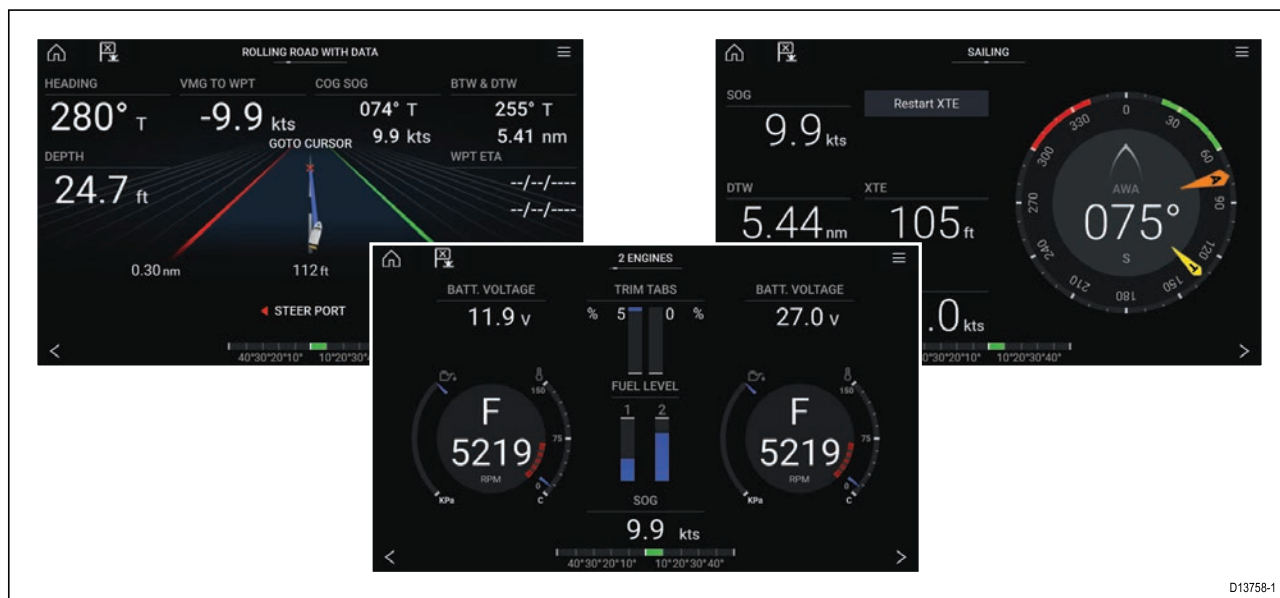 ROLLING ROAD WITH DATA
HEADING
VMG TO WPT
COG SOG
BTW & DTW
280° T
-9.9 kts
074° T
9.9 kts
255° T
5.41 nm
GOTO CURSOR
DEPTH
24.7 ft
WPT ETA
--/--/----
--/--/----
0.30 nm
112 ft
STEER PORT
40°30°20°10° 10°20°30°4
SAILING
SOG
9.9 kts
Restart XTE
DTW
5.44 nm
XTE
105 ft
.0 kts
0
30
60
90
120
150
180
210
240
270
300
330
AWA
075°
S
A
T
0°30°20°10° 10°20°30°40°
2 ENGINES
BATT. VOLTAGE
11.9 v
TRIM TABS
% 5 0 %
BATT. VOLTAGE
27.0 v
FUEL LEVEL
1 2
F
5219
RPM
KPa
150
75
0
C
F
5219
RPM
KPa
150
75
0
C
SOG
9.9 kts
40°30°20°10° 10°20°30°40°
D13758-1